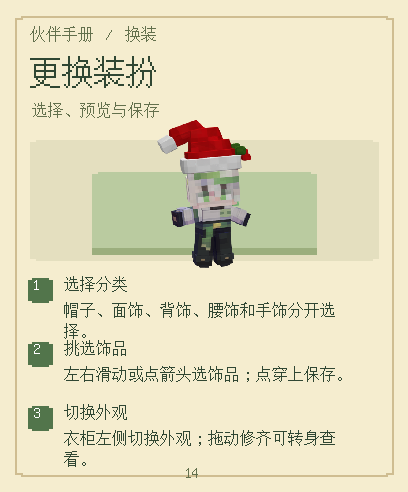 伙伴手册 / 换装
更换装扮
选择、预览与保存
1 选择分类
帽子、面饰、背饰、腰饰和手饰分开选
择。
2 挑选饰品
左右滑动或点箭头选饰品；点穿上保存。
3 切换外观
衣柜左侧切换外观；拖动修齐可转身查
看。
14